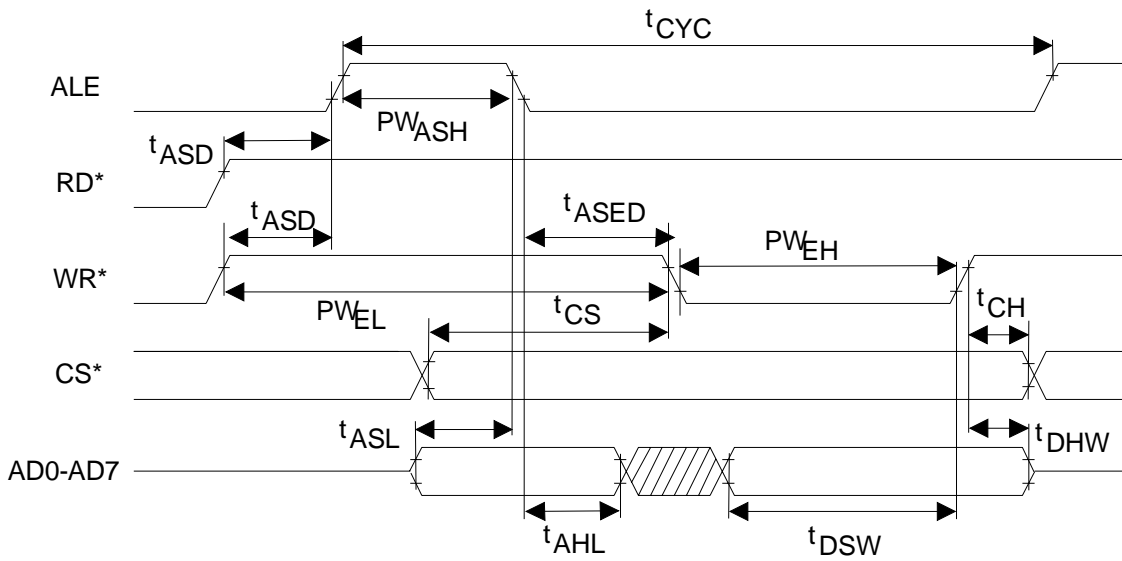 tCYC
ALE
PWASH
tASD
RD*
tASD
tASED
PWEH
WR*
PWEL
tCS
tCH
CS*
tASL
tDHW
AD0-AD7
tAHL
tDSW